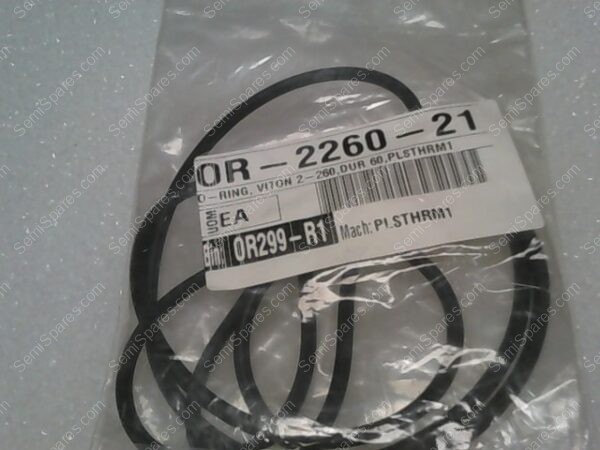 OR-2260-21
O-RING, VITON 2-260,DUR 60,PLSTHRM1
UOM EA
Bin: OR299-R1 Mach: PLSTHRM1
SemiSpares.com